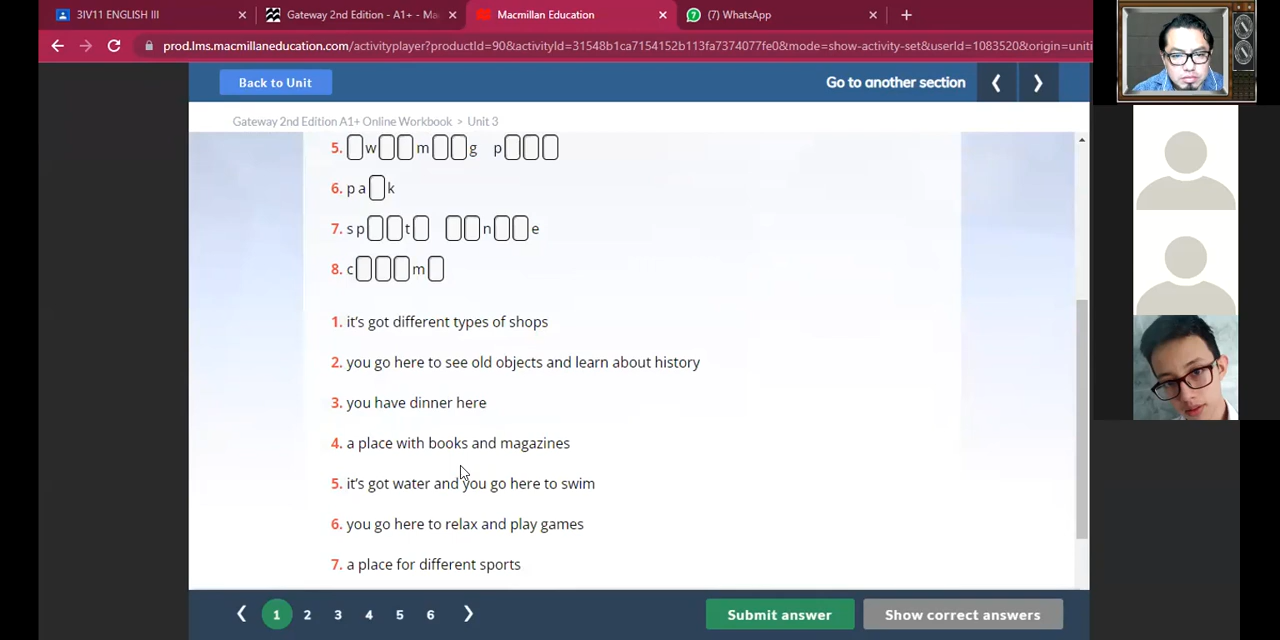 3IV11 ENGLISH III
Gateway 2nd Edition - A1+ - Ma
Macmillan Education
7
(7) WhatsApp
prod.lms.macmillaneducation.com/activityplayer?productId=90&activityId=31548b1ca7154152b113fa7374077fe0&mode=show-activity-set&userId=1083520&origin=uniti
Back to Unit
Go to another section
Gateway 2nd Edition A1+ Online Workbook > Unit 3
5. w m g p
6. p a k
7. s p t n e
8. c m
1. it's got different types of shops
2. you go here to see old objects and learn about history
3. you have dinner here
4. a place with books and magazines
5. it's got water and you go here to swim
6. you go here to relax and play games
7. a place for different sports
1 2 3 4 5 6
Submit answer
Show correct answers